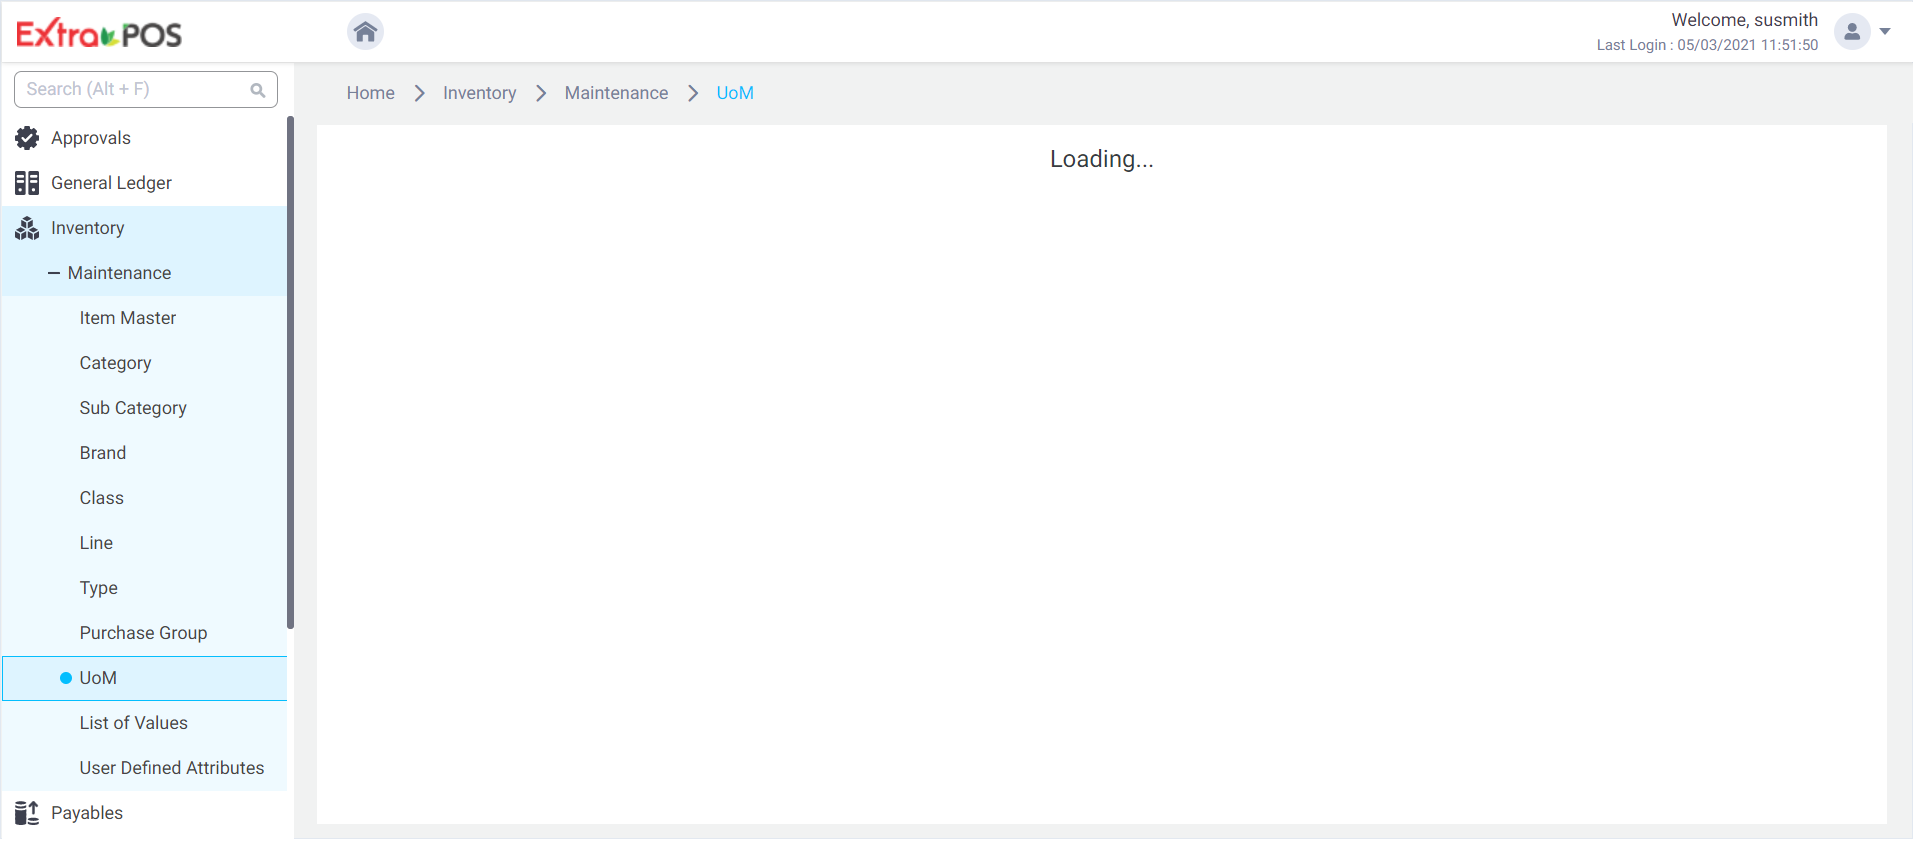 Extra POS
Welcome, susmith
Last Login : 05/03/2021 11:51:50
Search (Alt + F)
Home > Inventory > Maintenance > UoM
Approvals
General Ledger
Inventory
Maintenance
Item Master
Category
Sub Category
Brand
Class
Line
Type
Purchase Group
UoM
List of Values
User Defined Attributes
Payables
Loading...